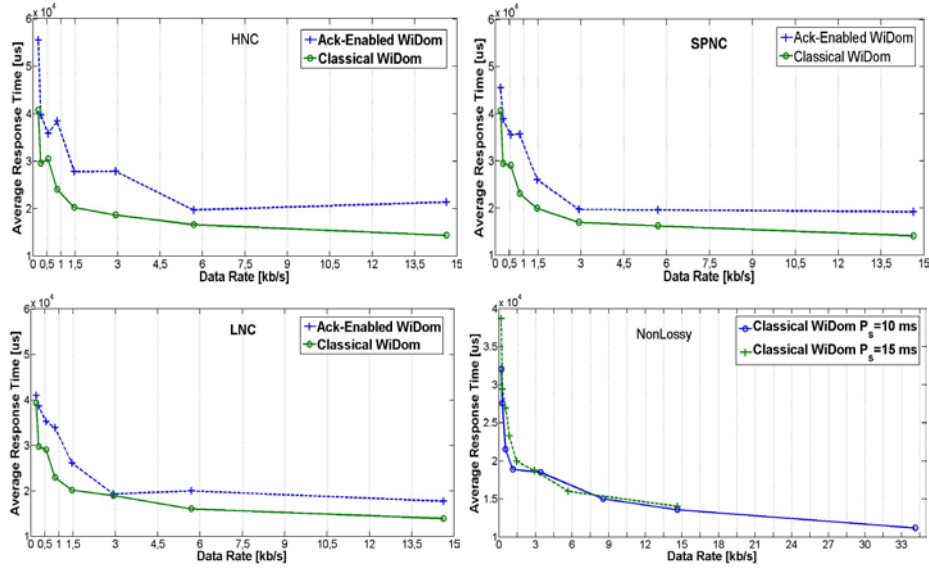 x 10^4
HNC
Ack-Enabled WiDom
Classical WiDom
Average Response Time [us]
6
5
4
3
2
1
0 0,5 1 1,5 3 4,5 6 7,5 9 10,5 12 13,5 15
Data Rate [kb/s]
x 10^4
SPNC
Ack-Enabled WiDom
Classical WiDom
Average Response Time [us]
6
5
4
3
2
1
0 0,5 1 1,5 3 4,5 6 7,5 9 10,5 12 13,5 15
Data Rate [kb/s]
x 10^4
LNC
Ack-Enabled WiDom
Classical WiDom
Average Response Time [us]
6
5
4
3
2
1
0 0,5 1 1,5 3 4,5 6 7,5 9 10,5 12 13,5 15
Data Rate [kb/s]
x 10^4
NonLossy
Classical WiDom P_s=10 ms
Classical WiDom P_s=15 ms
Average Response Time [us]
4
3.5
3
2.5
2
1.5
1
0 3 6 9 12 15 18 21 24 27 30 33
Data Rate [kb/s]